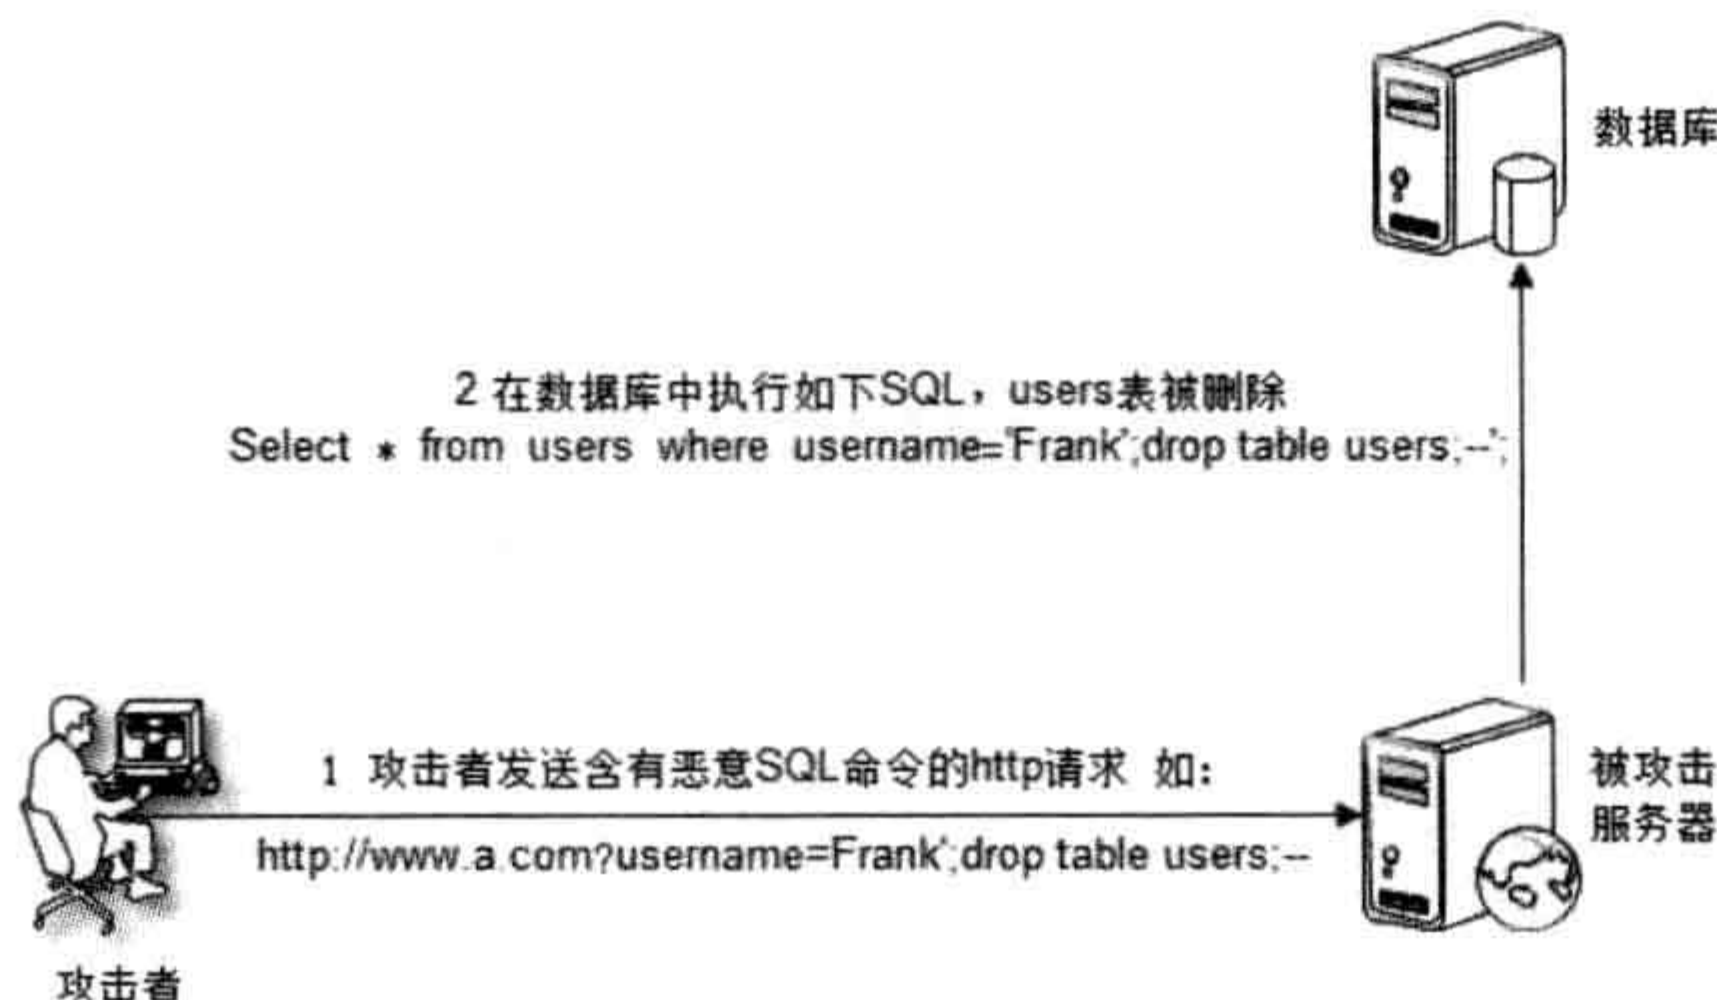 数据库
2 在数据库中执行如下SQL，users表被删除
Select * from users where username='Frank';drop table users;--';
1 攻击者发送含有恶意SQL命令的http请求 如：
http://www.a.com?username=Frank';drop table users;--
被攻击
服务器
攻击者